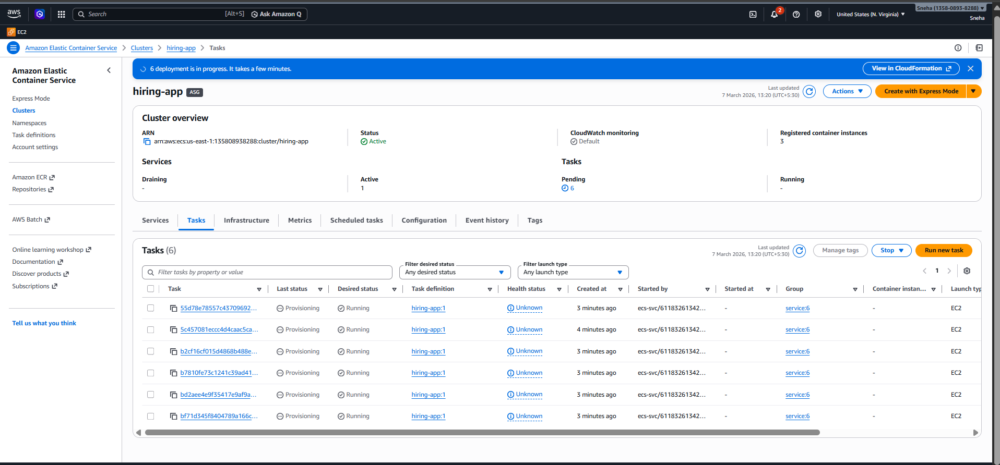 aws
Search [Alt+S] Ask Amazon Q
2
United States (N. Virginia)
Sneha (1358-0893-8288)
Sneha
EC2
Amazon Elastic Container Service > Clusters > hiring-app > Tasks
Amazon Elastic
Container Service
Express Mode
Clusters
Namespaces
Task definitions
Account settings
Amazon ECR
Repositories
AWS Batch
Online learning workshop
Documentation
Discover products
Subscriptions
Tell us what you think
6 deployment is in progress. It takes a few minutes.
View in CloudFormation
hiring-app ASG
Last updated
7 March 2026, 13:20 (UTC+5:30)
Actions
Create with Express Mode
Cluster overview
ARN
arn:aws:ecs:us-east-1:135808938288:cluster/hiring-app
Status
Active
CloudWatch monitoring
Default
Registered container instances
3
Services
Tasks
Draining
-
Active
1
Pending
6
Running
-
Services Tasks Infrastructure Metrics Scheduled tasks Configuration Event history Tags
Tasks (6)
Last updated
7 March 2026, 13:20 (UTC+5:30)
Manage tags
Stop
Run new task
Filter tasks by property or value
Filter desired status
Any desired status
Filter launch type
Any launch type
1
Task Last status Desired status Task definition Health status Created at Started by Started at Group Container instan... Launch typ
55d78e78557c43709692... Provisioning Running hiring-app:1 Unknown 3 minutes ago ecs-svc/61183261342... - service:6 - EC2
5c457081eccc4d4caac5ca... Provisioning Running hiring-app:1 Unknown 4 minutes ago ecs-svc/61183261342... - service:6 - EC2
b2cf16cf015d4868b488e... Provisioning Running hiring-app:1 Unknown 3 minutes ago ecs-svc/61183261342... - service:6 - EC2
b7810fe73c1241c39ad41... Provisioning Running hiring-app:1 Unknown 3 minutes ago ecs-svc/61183261342... - service:6 - EC2
bd2aee4e9f35417e9af9a... Provisioning Running hiring-app:1 Unknown 3 minutes ago ecs-svc/61183261342... - service:6 - EC2
bf71d345f8404789a166c... Provisioning Running hiring-app:1 Unknown 3 minutes ago ecs-svc/61183261342... - service:6 - EC2